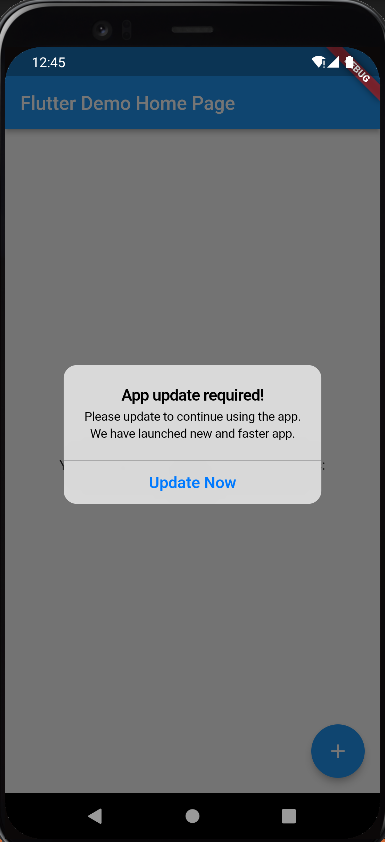 12:45
Flutter Demo Home Page
App update required!
Please update to continue using the app.
We have launched new and faster app.
Update Now